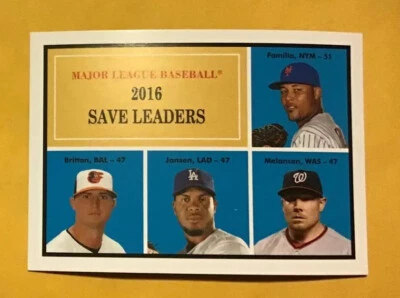 MAJOR LEAGUE BASEBALL®
2016
SAVE LEADERS
Familia, NYM - 51
Britton, BAL - 47
Jansen, LAD - 47
Melancon, WAS - 47